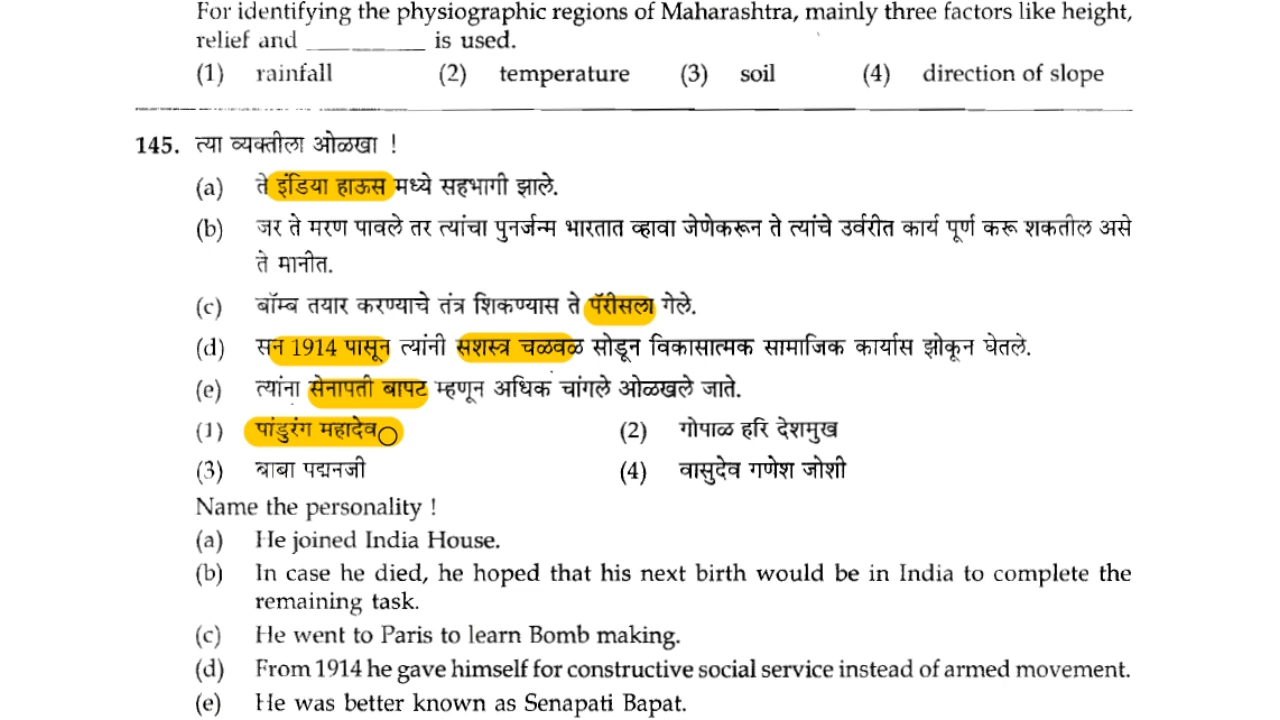 For identifying the physiographic regions of Maharashtra, mainly three factors like height,
relief and __________ is used.
(1) rainfall (2) temperature (3) soil (4) direction of slope
145. त्या व्यक्तीला ओळखा !
(a) ते इंडिया हाऊस मध्ये सहभागी झाले.
(b) जर ते मरण पावले तर त्यांचा पुनर्जन्म भारतात व्हावा जेणेकरून ते त्यांचे उर्वरीत कार्य पूर्ण करू शकतील असे
ते मानीत.
(c) बॉम्ब तयार करण्याचे तंत्र शिकण्यास ते पॅरीसला गेले.
(d) सन 1914 पासून त्यांनी सशस्त्र चळवळ सोडून विकासात्मक सामाजिक कार्यास झोकून घेतले.
(e) त्यांना सेनापती बापट म्हणून अधिक चांगले ओळखले जाते.
(1) पांडुरंग महादेव (2) गोपाळ हरि देशमुख
(3) बाबा पद्मनजी (4) वासुदेव गणेश जोशी
Name the personality !
(a) He joined India House.
(b) In case he died, he hoped that his next birth would be in India to complete the
remaining task.
(c) He went to Paris to learn Bomb making.
(d) From 1914 he gave himself for constructive social service instead of armed movement.
(e) He was better known as Senapati Bapat.